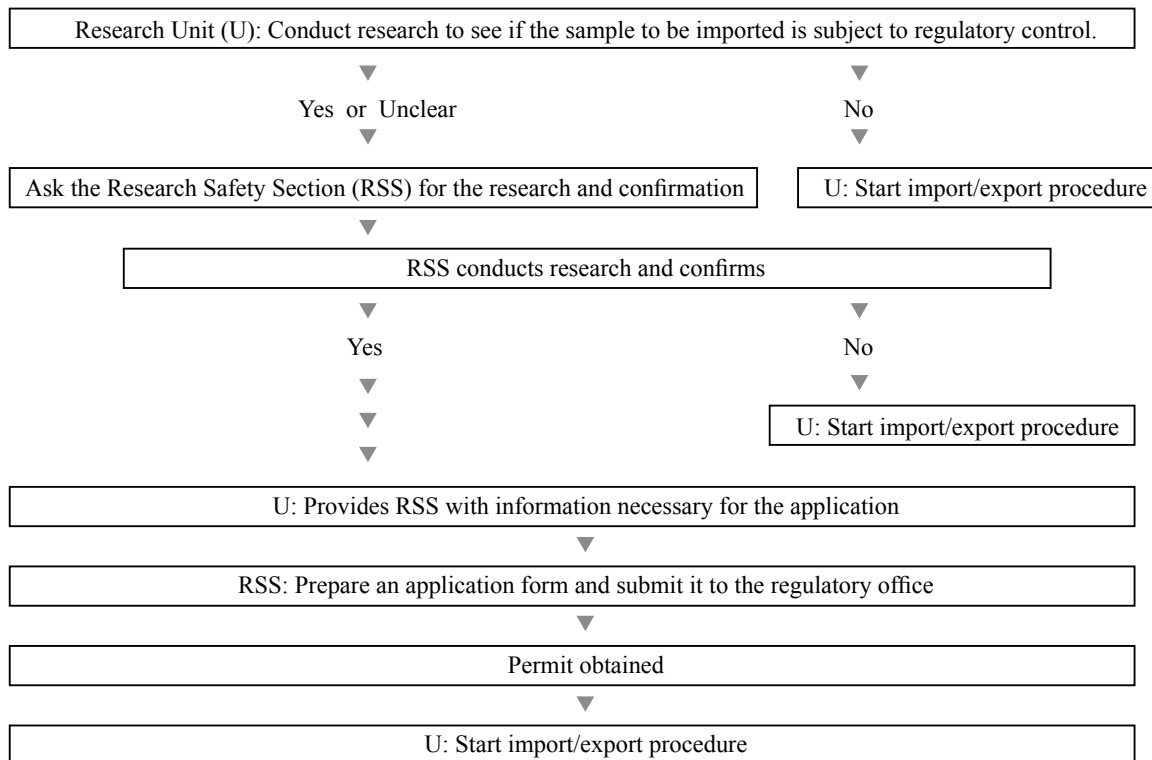 Research Unit (U): Conduct research to see if the sample to be imported is subject to regulatory control.
Yes or Unclear
No
Ask the Research Safety Section (RSS) for the research and confirmation
U: Start import/export procedure
RSS conducts research and confirms
Yes
No
U: Start import/export procedure
U: Provides RSS with information necessary for the application
RSS: Prepare an application form and submit it to the regulatory office
Permit obtained
U: Start import/export procedure